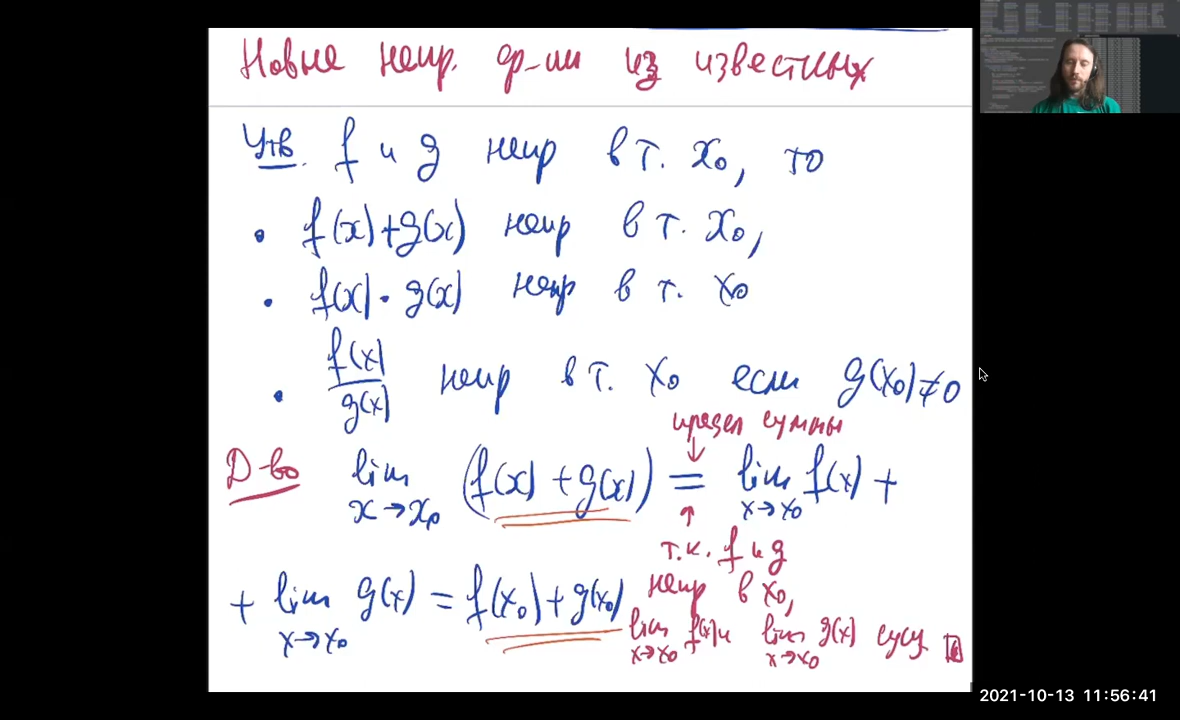 Новые непр. ф-ии из известных
Утв. f и g непр в т. x₀, то
• f(x)+g(x) непр в т. x₀,
• f(x)·g(x) непр в т. x₀
• f(x)/g(x) непр в т. x₀ если g(x₀)≠0
предел суммы
↓
Д-во lim x→x₀ (f(x)+g(x)) = lim x→x₀ f(x) +
↑
т.к. f и g
+ lim x→x₀ g(x) = f(x₀)+g(x₀)
непр в x₀,
lim x→x₀ f(x) и lim x→x₀ g(x) сущ
2021-10-13 11:56:41